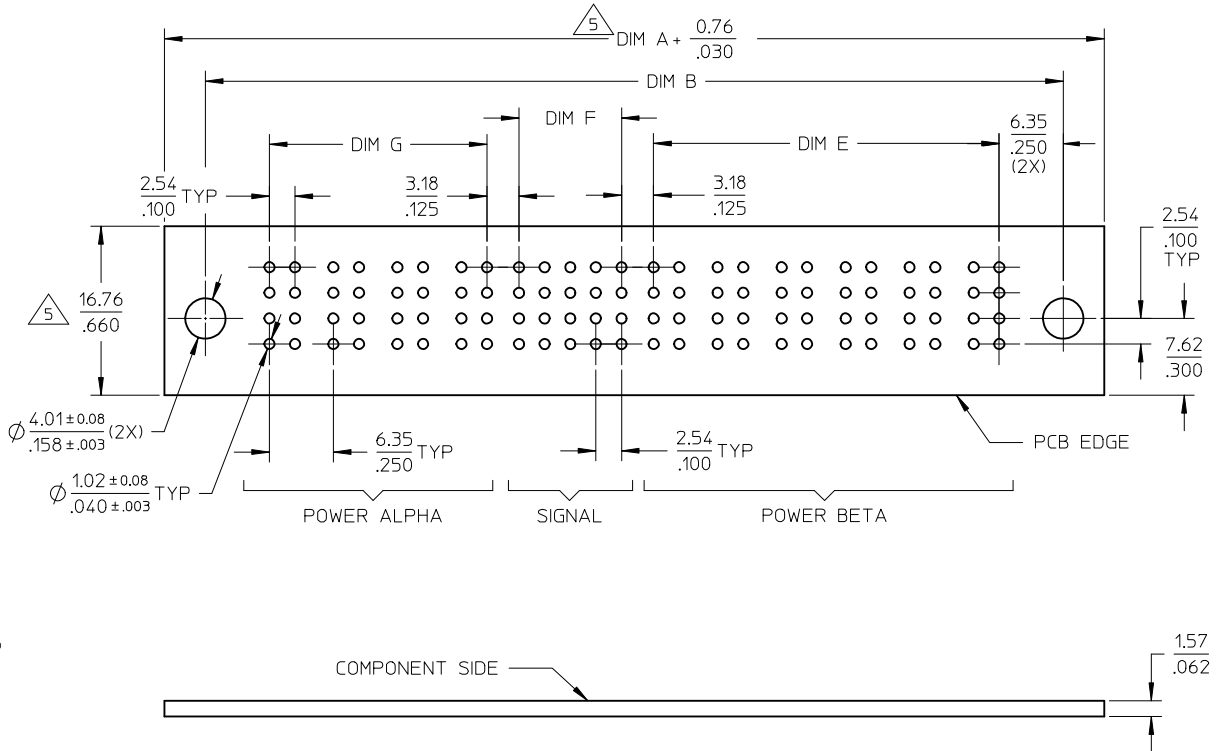 5
DIM A+ 0.76
.030
DIM B
DIM F
DIM G
DIM E
6.35
.250
(2X)
2.54
.100 TYP
3.18
.125
3.18
.125
2.54
.100
TYP
5
16.76
.660
7.62
.300
Ø 4.01±0.08
.158±.003 (2X)
6.35
.250 TYP
2.54
.100 TYP
PCB EDGE
Ø 1.02±0.08
.040±.003 TYP
POWER ALPHA
SIGNAL
POWER BETA
COMPONENT SIDE
1.57
.062